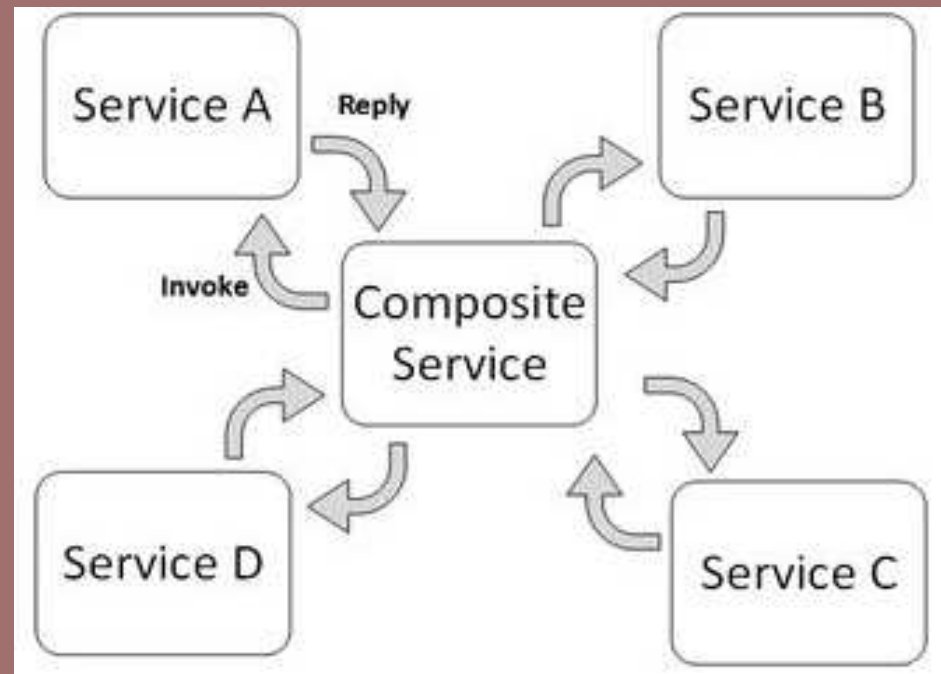 Service A
Reply
Service B
Invoke
Composite
Service
Service D
Service C